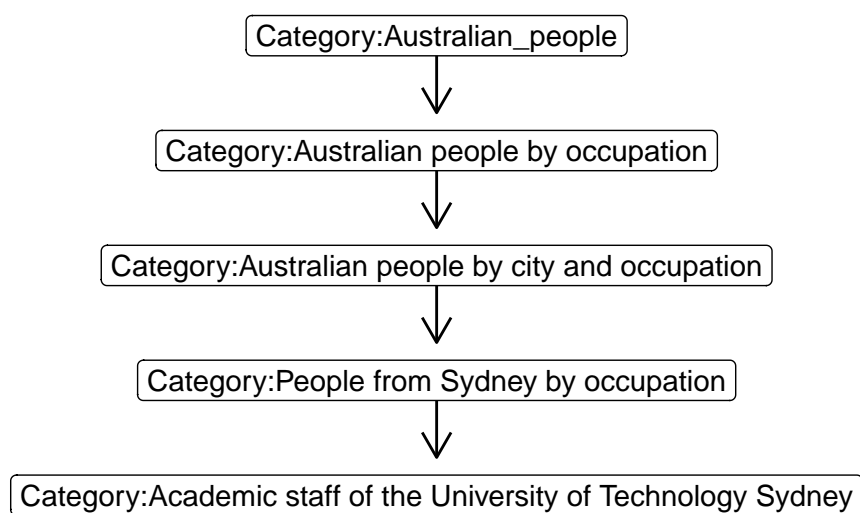 Category:Australian_people
Category:Australian people by occupation
Category:Australian people by city and occupation
Category:People from Sydney by occupation
Category:Academic staff of the University of Technology Sydney